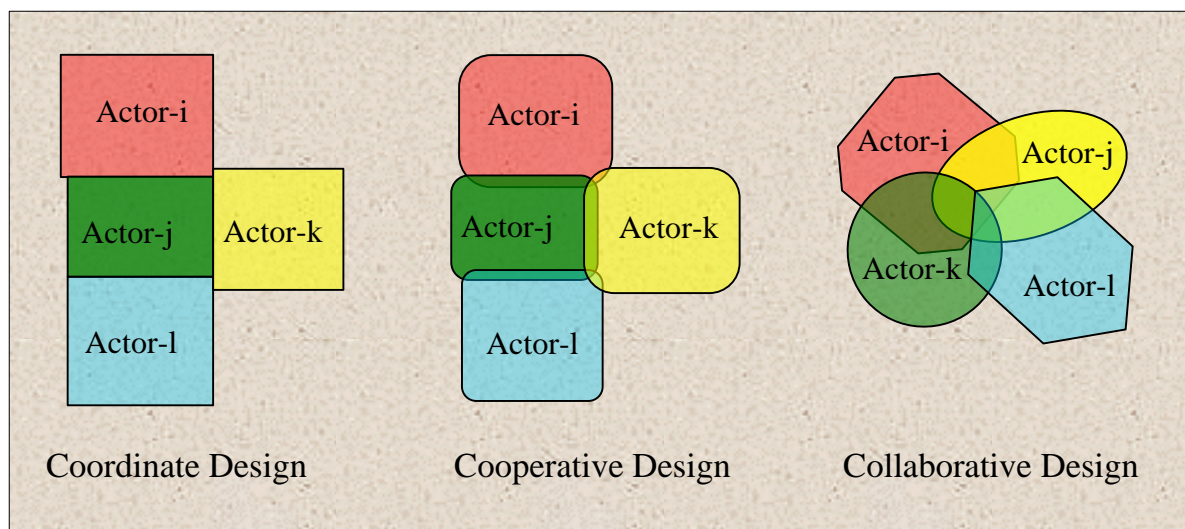 Actor-i
Actor-j
Actor-k
Actor-l
Coordinate Design
Actor-i
Actor-j
Actor-k
Actor-l
Cooperative Design
Actor-i
Actor-j
Actor-k
Actor-l
Collaborative Design